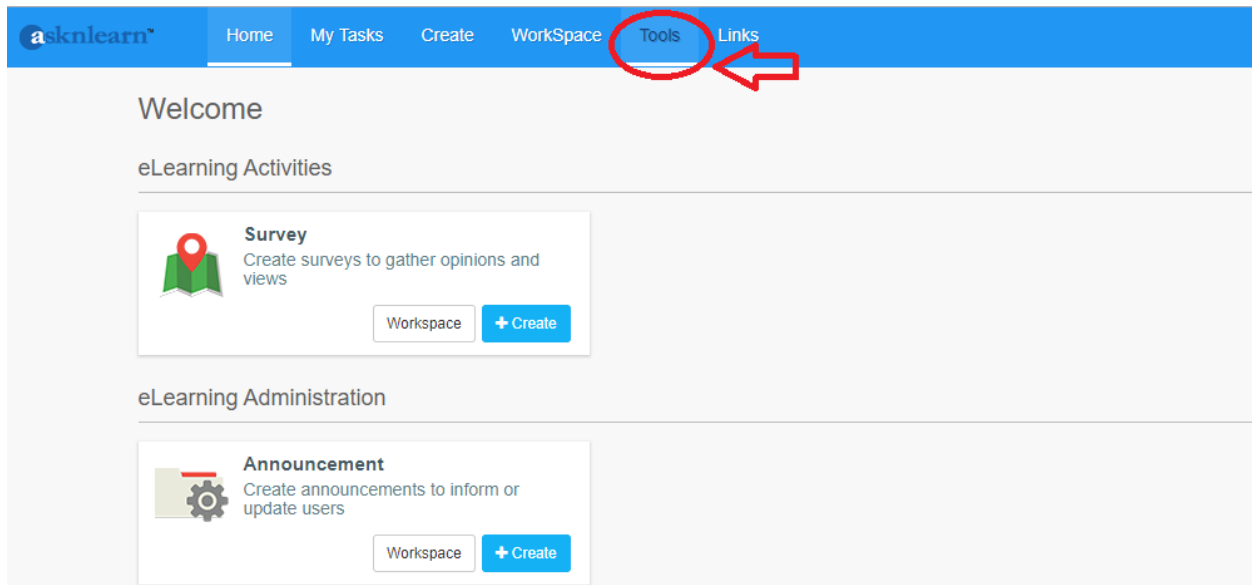 asknlearn™ Home My Tasks Create WorkSpace Tools Links
Welcome
eLearning Activities
Survey
Create surveys to gather opinions and
views
Workspace + Create
eLearning Administration
Announcement
Create announcements to inform or
update users
Workspace + Create